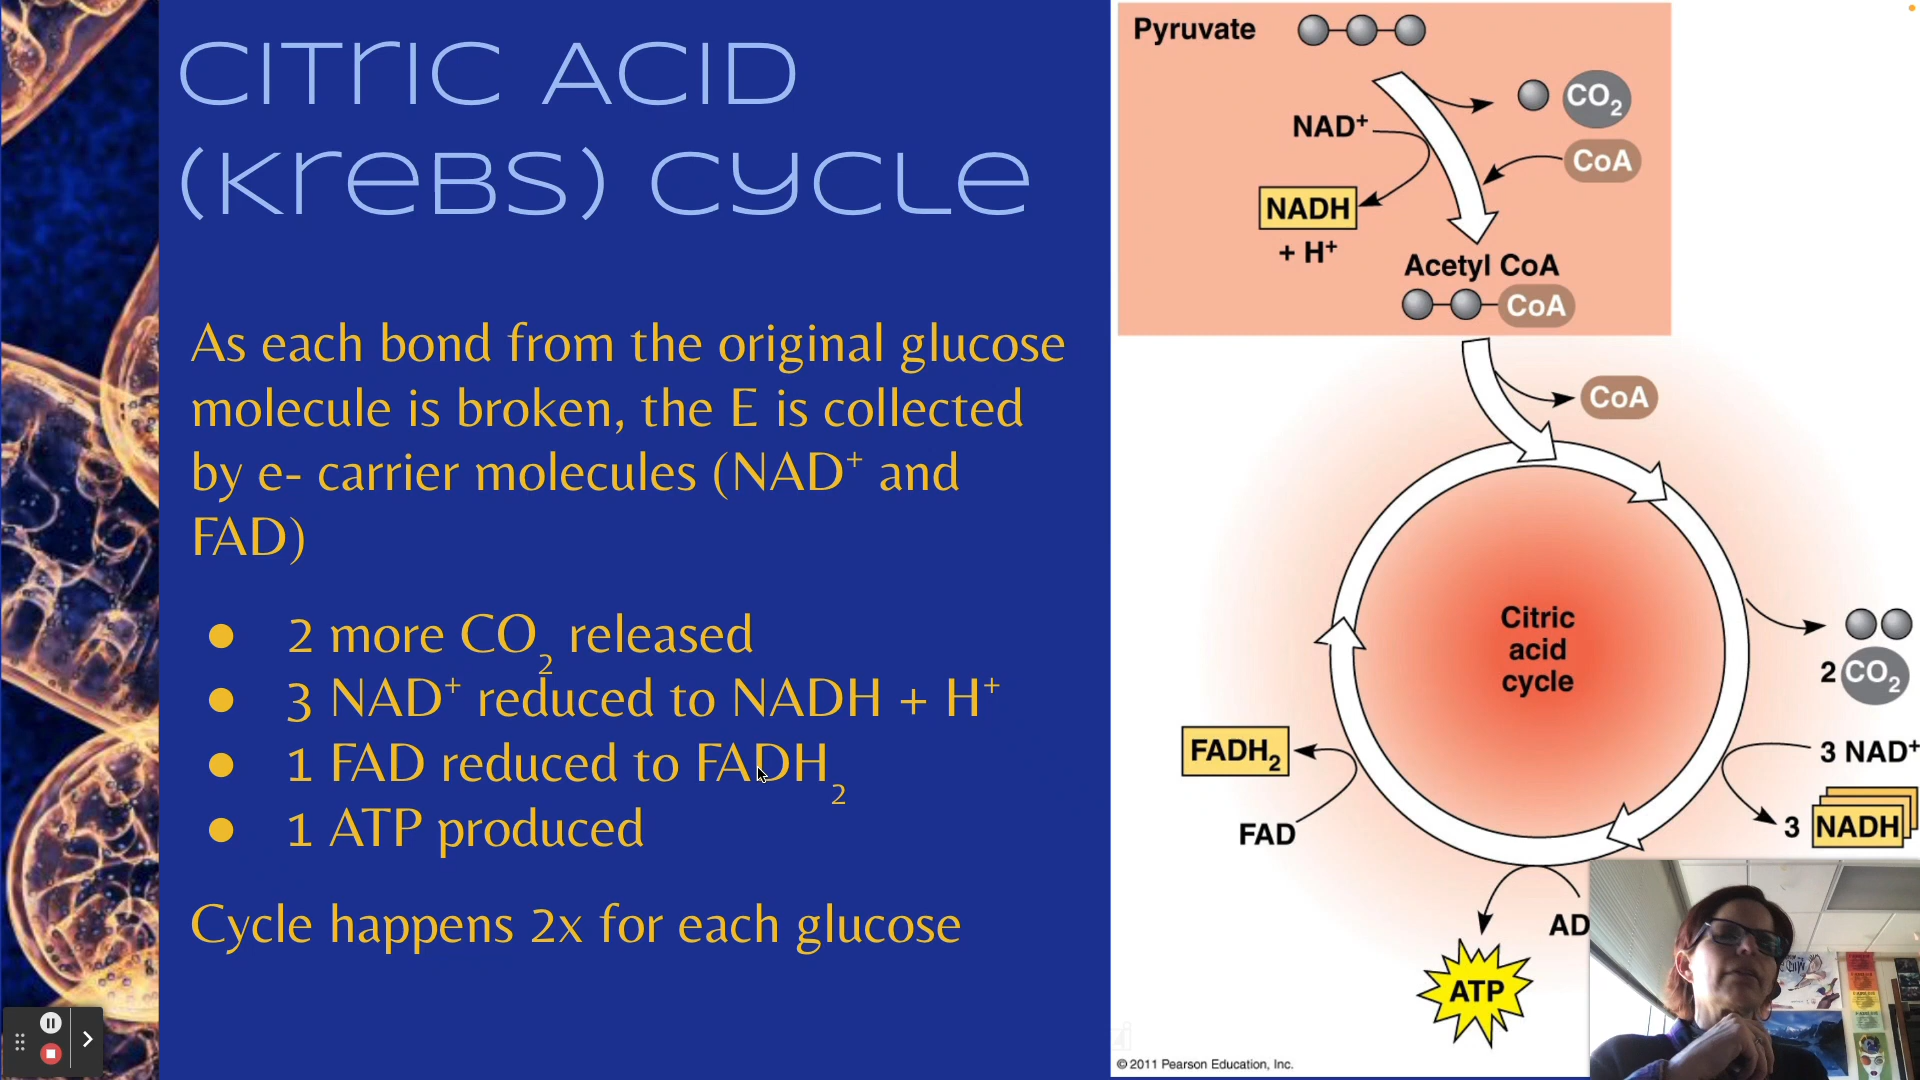 CITRIC ACID
(KREBS) CYCLE
As each bond from the original glucose
molecule is broken, the E is collected
by e- carrier molecules (NAD⁺ and
FAD)
● 2 more CO₂ released
● 3 NAD⁺ reduced to NADH + H⁺
● 1 FAD reduced to FADH₂
● 1 ATP produced
Cycle happens 2x for each glucose
Pyruvate
CO₂
NAD⁺
CoA
NADH
+ H⁺
Acetyl CoA
CoA
CoA
Citric
acid
cycle
2 CO₂
FADH₂
3 NAD⁺
FAD
3 NADH
AD
ATP
© 2011 Pearson Education, Inc.